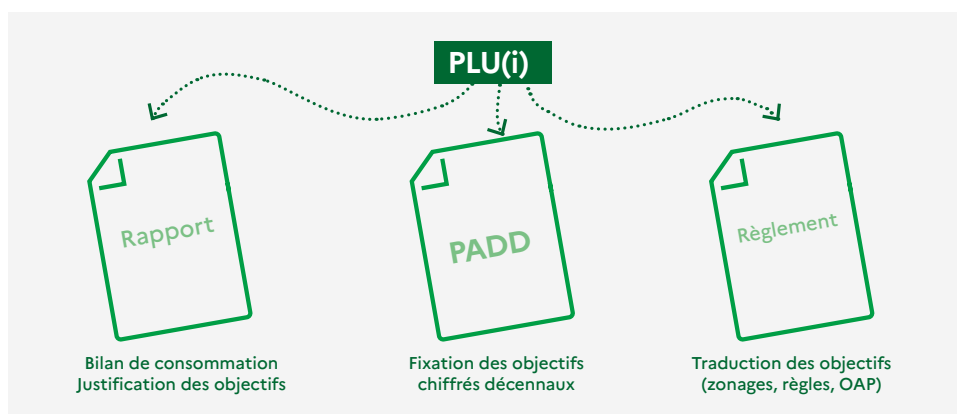 PLU(i)
Rapport
PADD
Règlement
Bilan de consommation
Justification des objectifs
Fixation des objectifs
chiffrés décennaux
Traduction des objectifs
(zonages, règles, OAP)